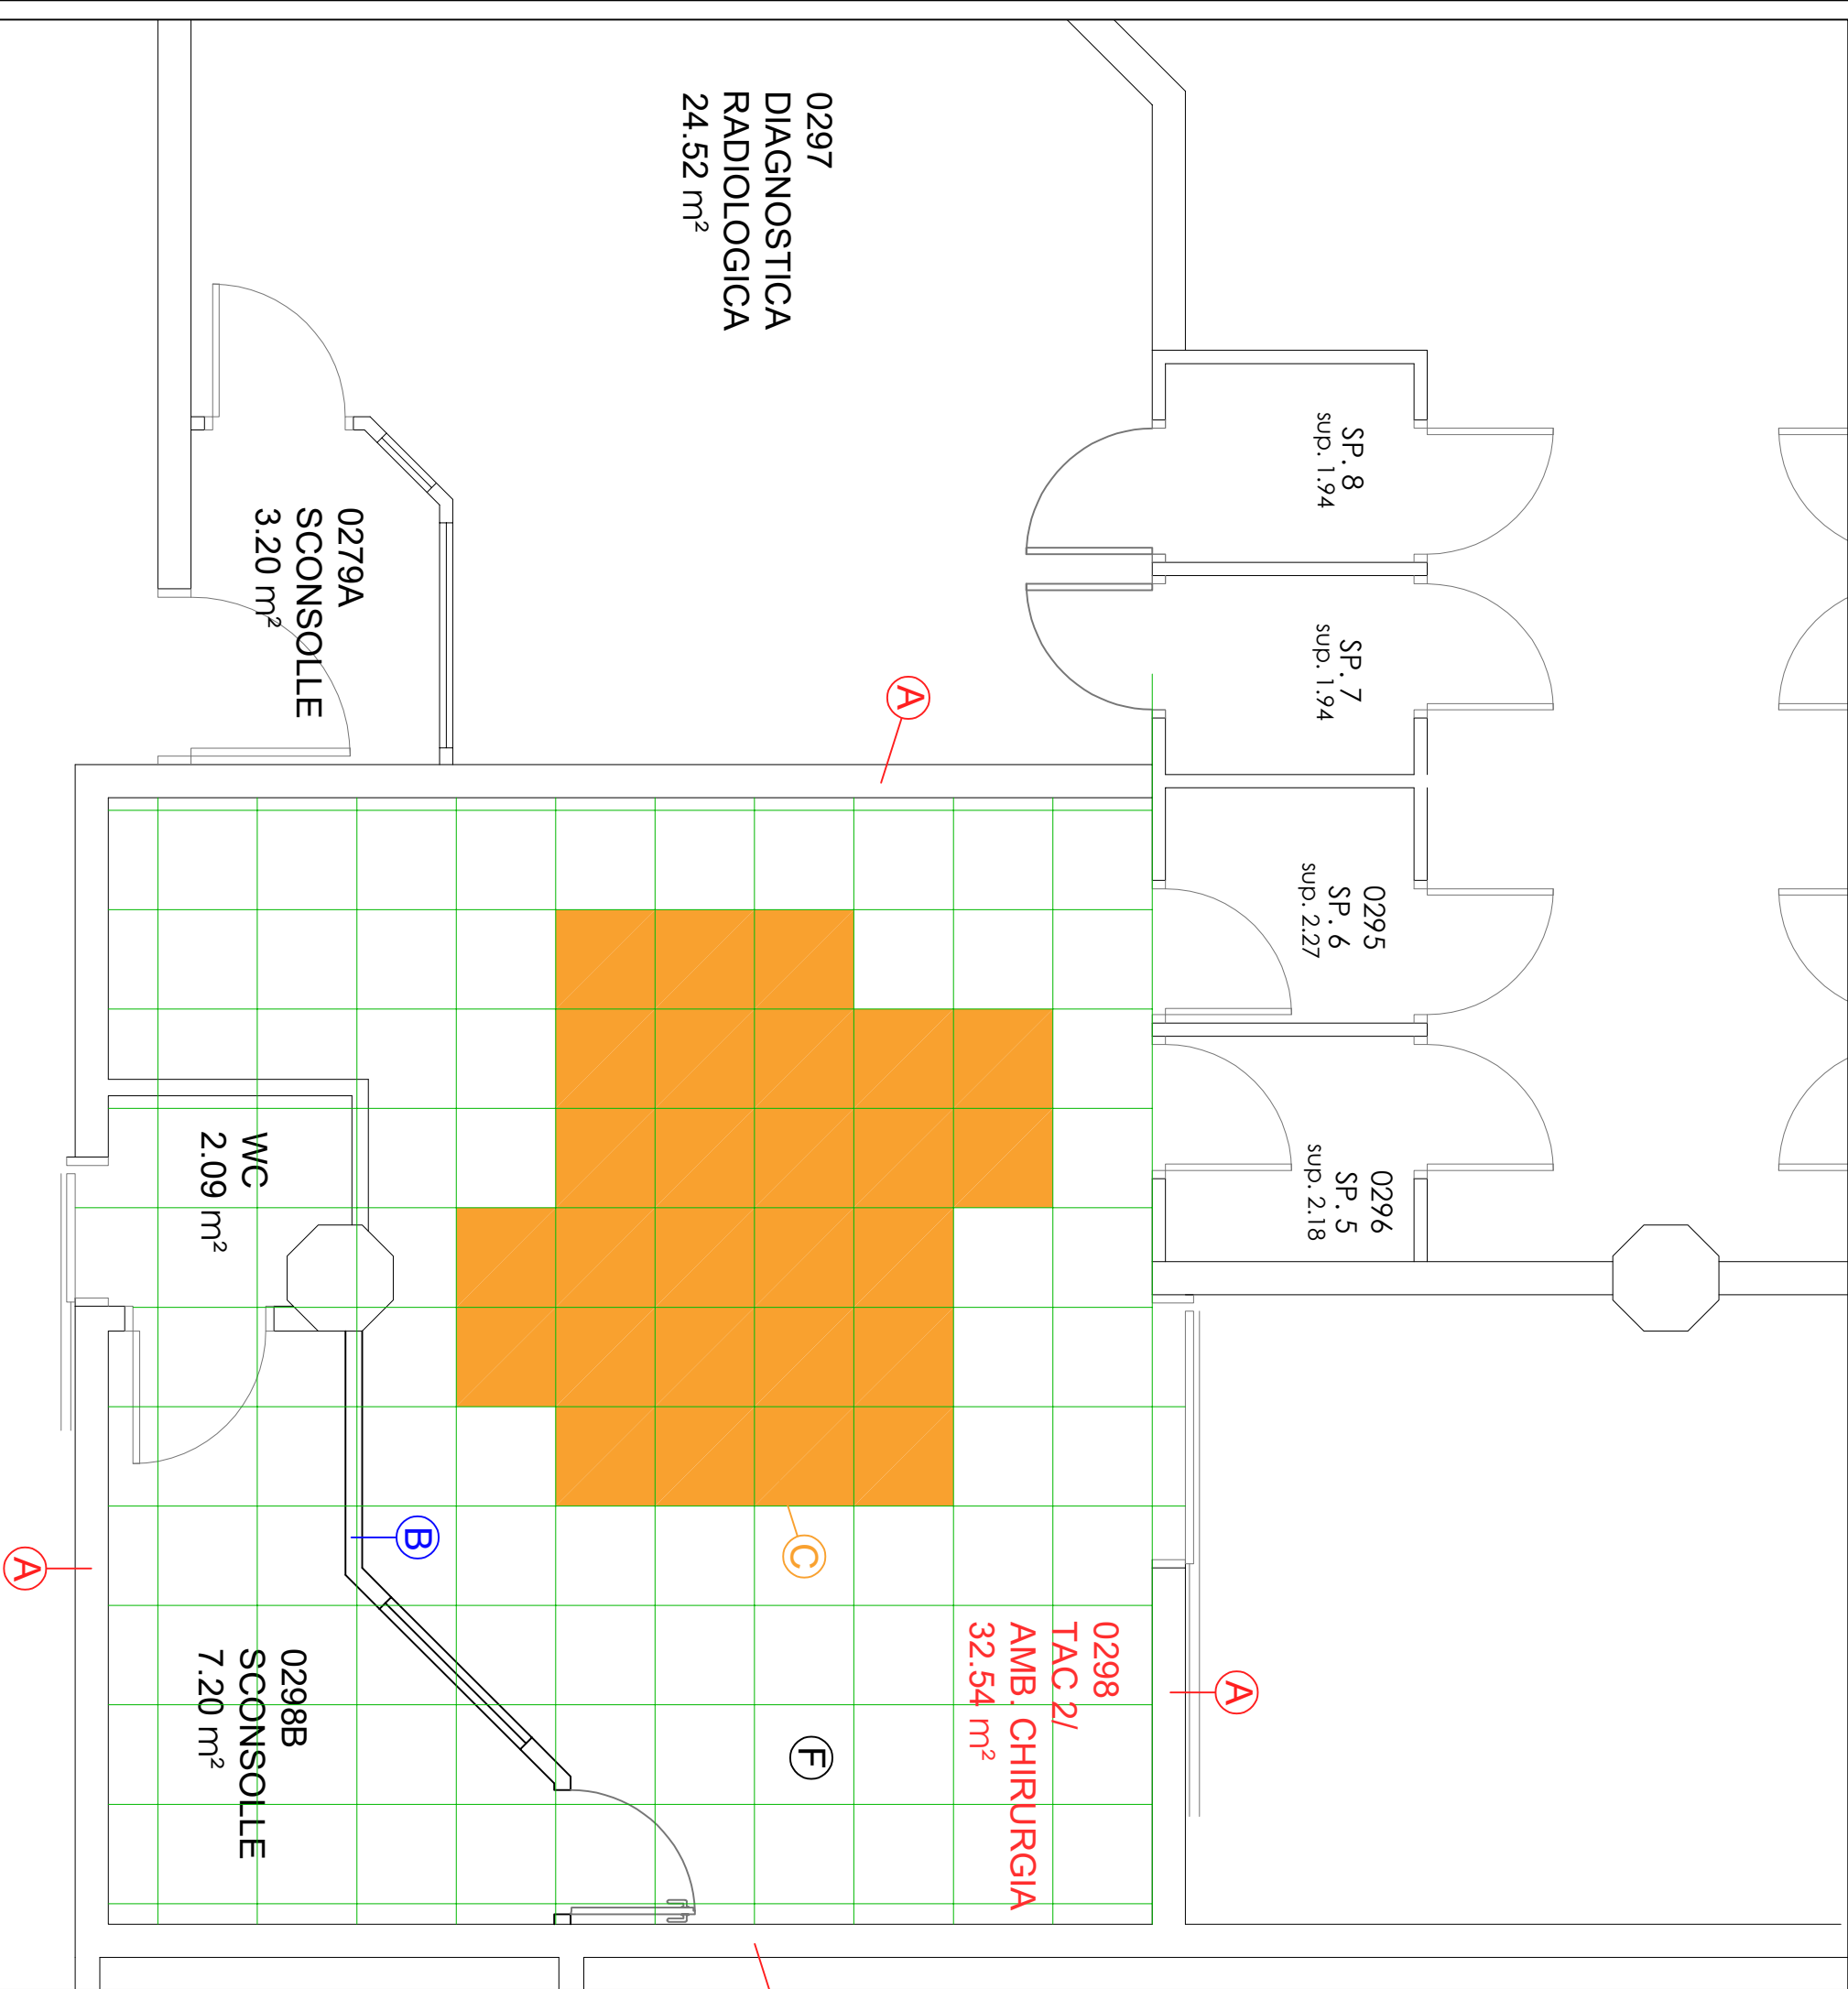 0297
DIAGNOSTICA
RADIOLOGICA
24.52 m²
SP. 8
sup. 1.94
SP. 7
sup. 1.94
0279A
SCONSOLLE
3.20 m²
A
0295
SP. 6
sup. 2.27
0296
SP. 5
sup. 2.18
WC
2.09 m²
B
C
A
A
0298
TAC 2/
AMB. CHIRURGIA
32.54 m²
0298B
SCONSOLLE
7.20 m²
F